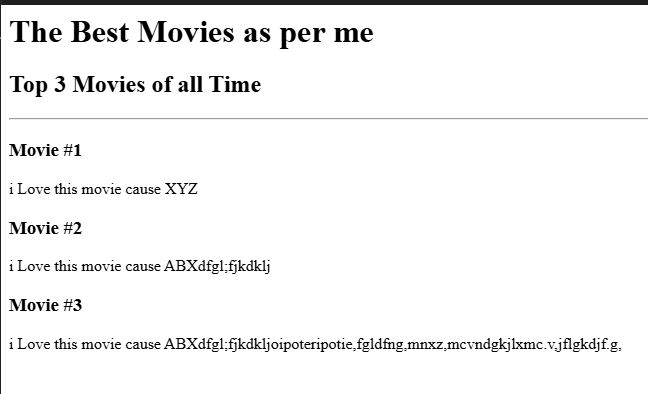 The Best Movies as per me
Top 3 Movies of all Time
Movie #1
i Love this movie cause XYZ
Movie #2
i Love this movie cause ABXdfgl;fjkdklj
Movie #3
i Love this movie cause ABXdfgl;fjkdkljoipoteripotie,fgldfng,mnxz,mcvndgkjlxmc.v,jflgkdjf.g,